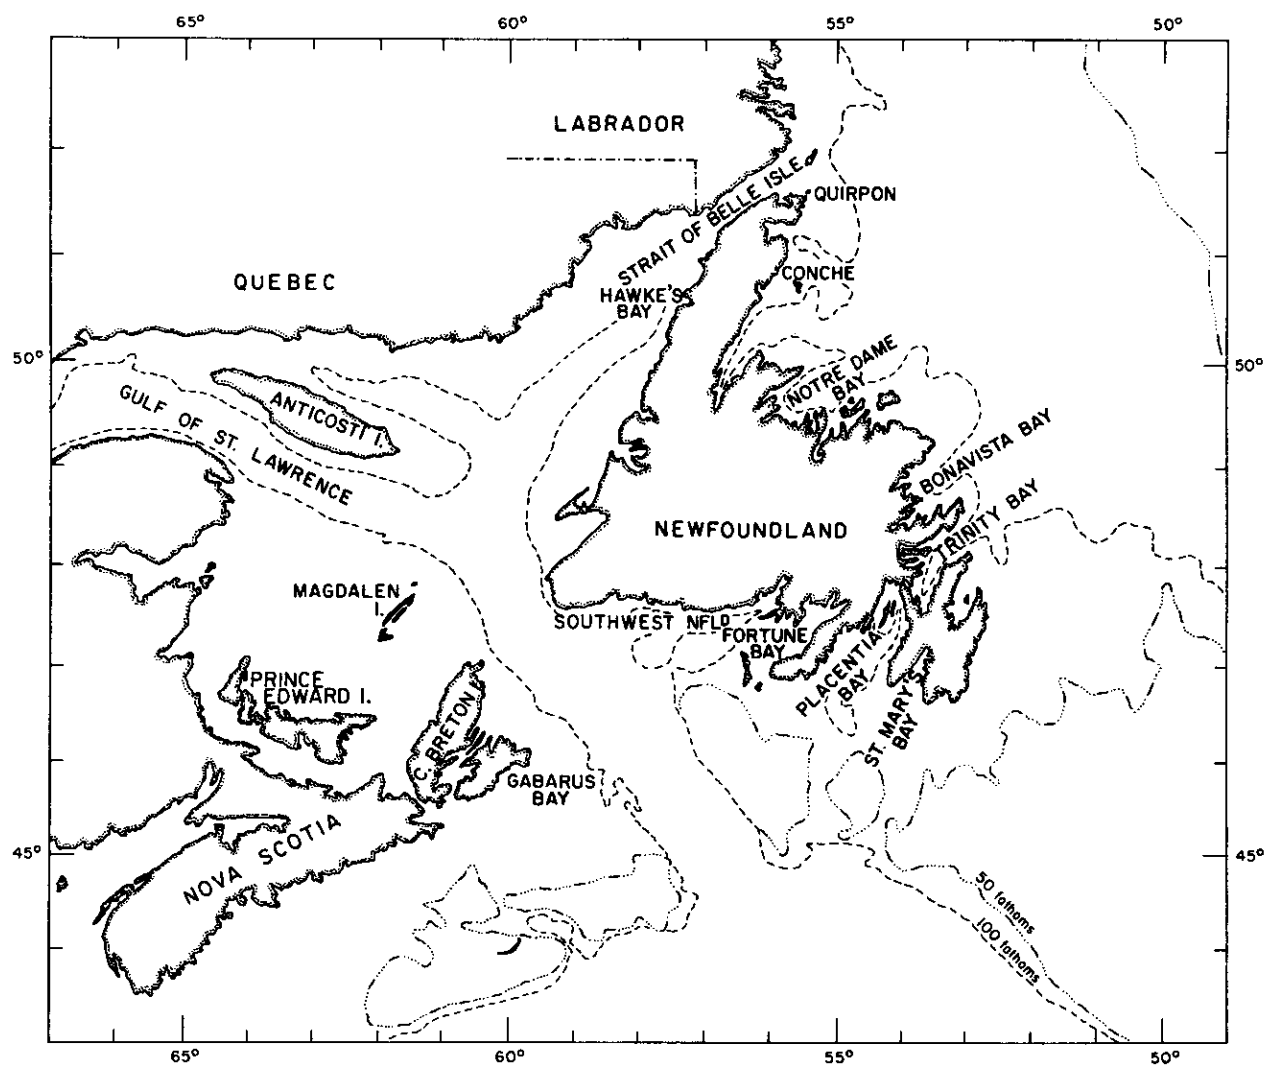 65° 60° 55° 50°
LABRADOR
STRAIT OF BELLE ISLE
QUIRPON
QUEBEC
CONCHE
HAWKE'S
BAY
50° 50°
NOTRE DAME
BAY
ANTICOSTI I.
GULF OF ST. LAWRENCE
BONAVISTA BAY
TRINITY BAY
NEWFOUNDLAND
MAGDALEN
I.
SOUTHWEST NFLD
FORTUNE
BAY
PLACENTIA
BAY
ST. MARY'S
BAY
PRINCE
EDWARD I.
C. BRETON
GABARUS
BAY
NOVA SCOTIA
45° 45°
50 fathoms
100 fathoms
65° 60° 55° 50°